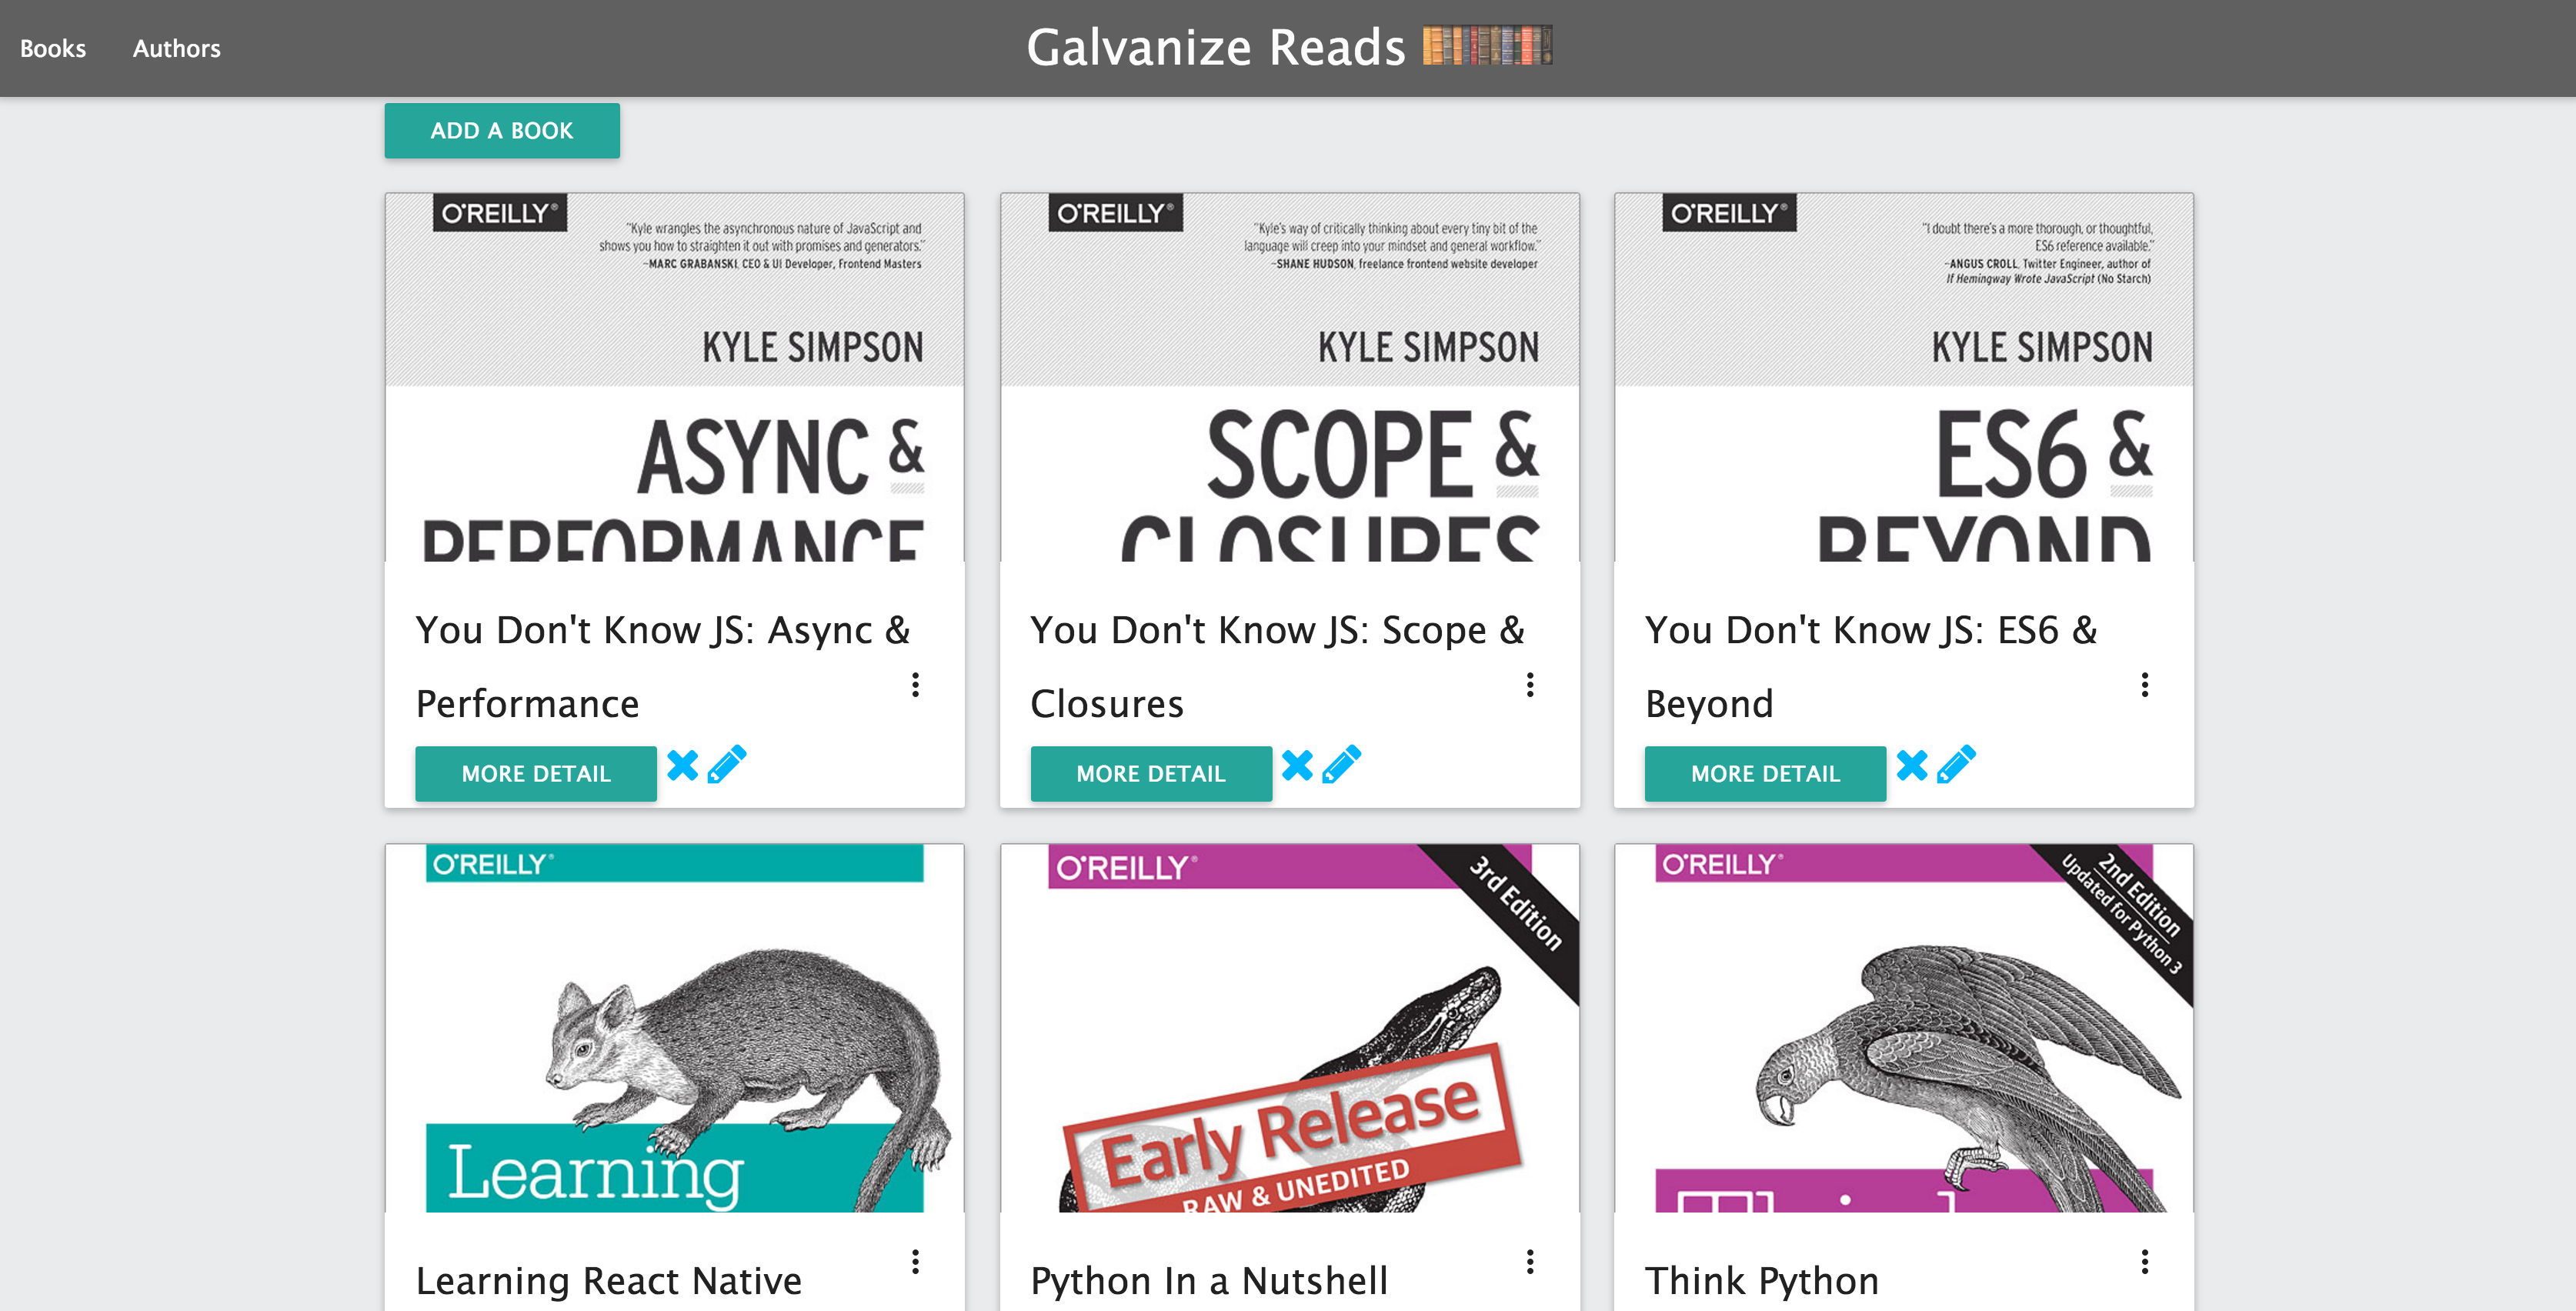 Books
Authors
Galvanize Reads
ADD A BOOK
O'REILLY®
"Kyle wrangles the asynchronous nature of JavaScript and
shows you how to straighten it out with promises and generators."
–MARC GRABANSKI, CEO & UI Developer, Frontend Masters
KYLE SIMPSON
ASYNC &
PERFORMANCE
You Don't Know JS: Async &
Performance
MORE DETAIL
O'REILLY®
"Kyle's way of critically thinking about every tiny bit of the
language will creep into your mindset and general workflow."
–SHANE HUDSON, freelance frontend website developer
KYLE SIMPSON
SCOPE &
CLOSURES
You Don't Know JS: Scope &
Closures
MORE DETAIL
O'REILLY®
"I doubt there's a more thorough, or thoughtful,
ES6 reference available."
–ANGUS CROLL, Twitter Engineer, author of
If Hemingway Wrote JavaScript (No Starch)
KYLE SIMPSON
ES6 &
BEYOND
You Don't Know JS: ES6 &
Beyond
MORE DETAIL
O'REILLY®
Learning
Learning React Native
O'REILLY®
3rd Edition
Early Release
RAW & UNEDITED
Python In a Nutshell
O'REILLY®
2nd Edition
Updated for Python 3
Think Python